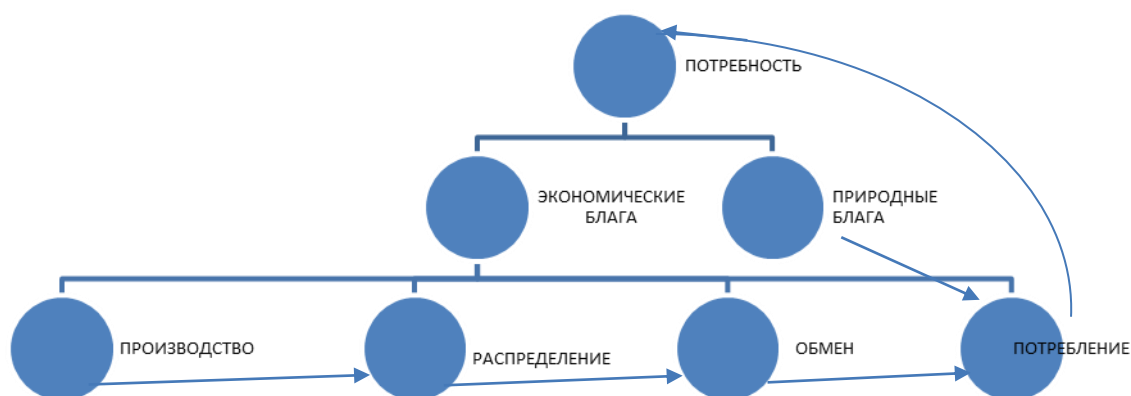 ПОТРЕБНОСТЬ
ЭКОНОМИЧЕСКИЕ
БЛАГА
ПРИРОДНЫЕ
БЛАГА
ПРОИЗВОДСТВО
РАСПРЕДЕЛЕНИЕ
ОБМЕН
ПОТРЕБЛЕНИЕ